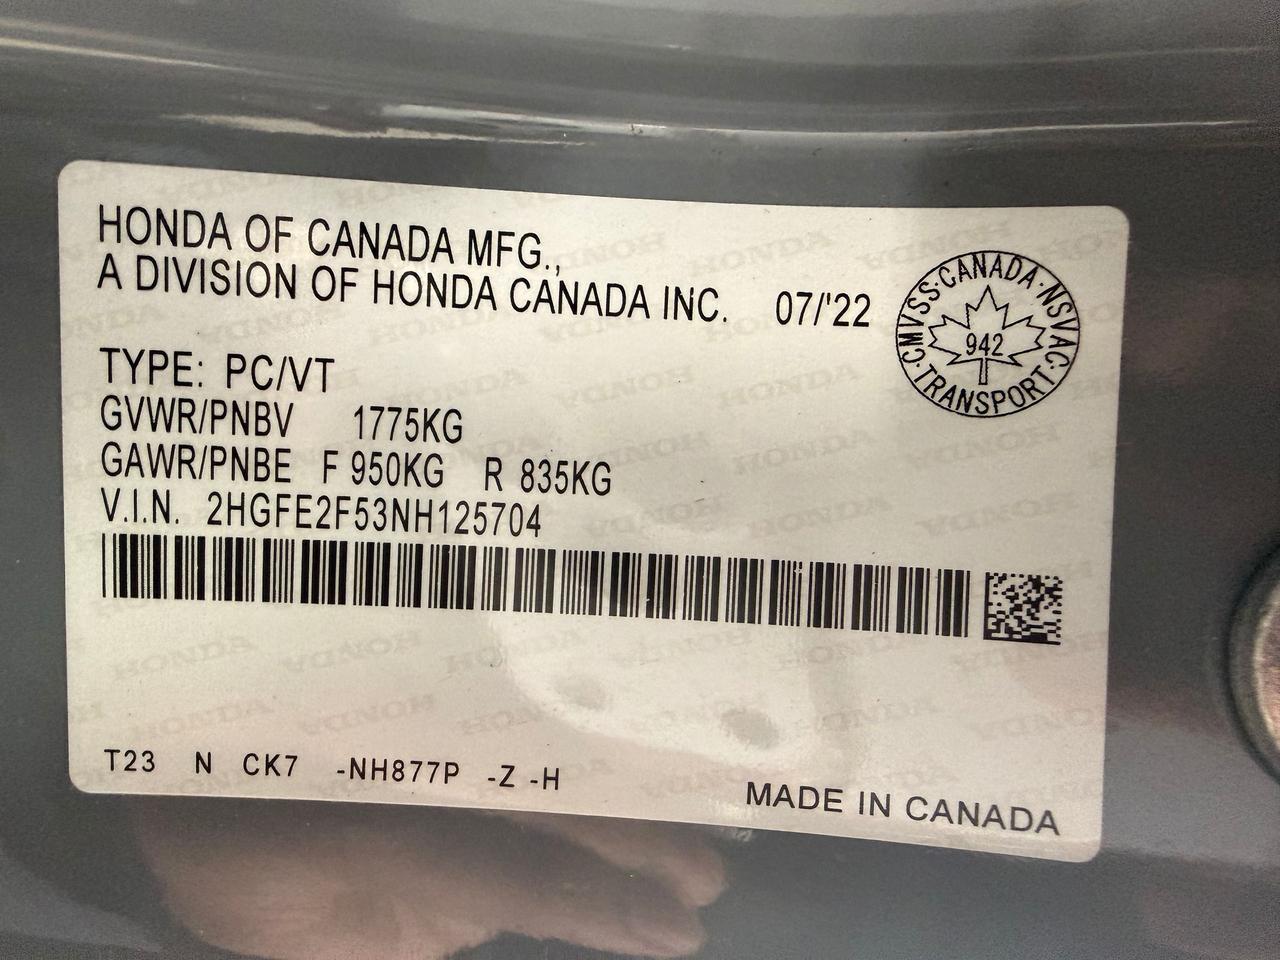 HONDA OF CANADA MFG.,
A DIVISION OF HONDA CANADA INC. 07/'22
CMVSS·CANADA·NSVAC·TRANSPORT·
942
TYPE: PC/VT
GVWR/PNBV 1775KG
GAWR/PNBE F 950KG R 835KG
V.I.N. 2HGFE2F53NH125704
T23 N CK7 -NH877P -Z -H
MADE IN CANADA